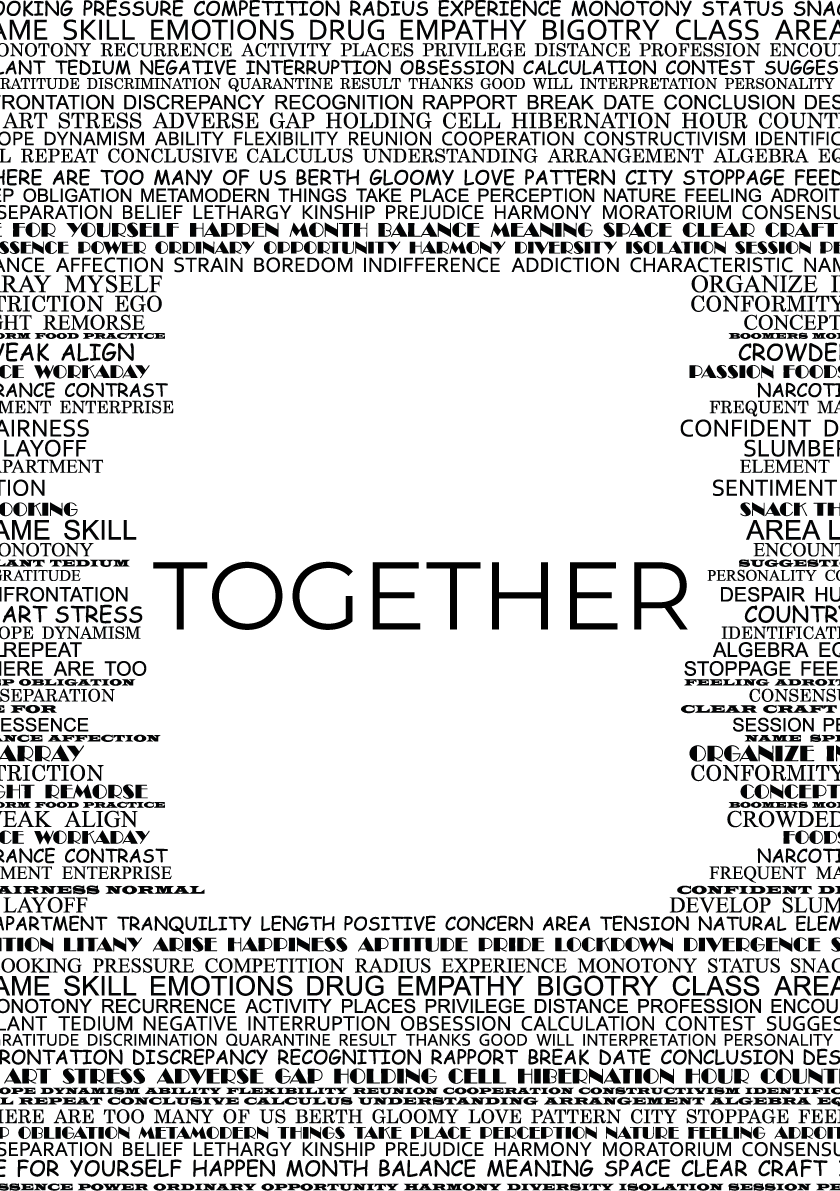 OOKING PRESSURE COMPETITION RADIUS EXPERIENCE MONOTONY STATUS SNAC
AME SKILL EMOTIONS DRUG EMPATHY BIGOTRY CLASS AREA
ONOTONY RECURRENCE ACTIVITY PLACES PRIVILEGE DISTANCE PROFESSION ENCOU
LANT TEDIUM NEGATIVE INTERRUPTION OBSESSION CALCULATION CONTEST SUGGES
RATITUDE DISCRIMINATION QUARANTINE RESULT THANKS GOOD WILL INTERPRETATION PERSONALITY
FRONTATION DISCREPANCY RECOGNITION RAPPORT BREAK DATE CONCLUSION DES
ART STRESS ADVERSE GAP HOLDING CELL HIBERNATION HOUR COUNT
OPE DYNAMISM ABILITY FLEXIBILITY REUNION COOPERATION CONSTRUCTIVISM IDENTIFIC
L REPEAT CONCLUSIVE CALCULUS UNDERSTANDING ARRANGEMENT ALGEBRA EQ
HERE ARE TOO MANY OF US BERTH GLOOMY LOVE PATTERN CITY STOPPAGE FEED
EP OBLIGATION METAMODERN THINGS TAKE PLACE PERCEPTION NATURE FEELING ADROIT
SEPARATION BELIEF LETHARGY KINSHIP PREJUDICE HARMONY MORATORIUM CONSENSU
E FOR YOURSELF HAPPEN MONTH BALANCE MEANING SPACE CLEAR CRAFT
SSENCE POWER ORDINARY OPPORTUNITY HARMONY DIVERSITY ISOLATION SESSION PE
ANCE AFFECTION STRAIN BOREDOM INDIFFERENCE ADDICTION CHARACTERISTIC NAM
RAY MYSELF ORGANIZE I
TRICTION EGO CONFORMITY
GHT REMORSE CONCEPT
ORM FOOD PRACTICE BOOMERS MO
WEAK ALIGN CROWDE
CE WORKADAY PASSION FOODS
RANCE CONTRAST NARCOTI
MENT ENTERPRISE FREQUENT MA
AIRNESS CONFIDENT D
LAYOFF SLUMBER
APARTMENT ELEMENT
TION SENTIMENT
OOKING SNACK TH
AME SKILL AREA L
ONOTONY ENCOUNT
LANT TEDIUM SUGGESTIO
GRATITUDE PERSONALITY CO
NFRONTATION DESPAIR HU
ART STRESS COUNTR
TOGETHER
OPE DYNAMISM IDENTIFICATI
REPEAT ALGEBRA EQ
HERE ARE TOO STOPPAGE FEE
P OBLIGATION FEELING ADROIT
SEPARATION CONSENSU
E FOR CLEAR CRAFT
ESSENCE SESSION PE
ANCE AFFECTION NAME SPE
ARRAY ORGANIZE IN
TRICTION CONFORMITY
GHT REMORSE CONCEPT
ORM FOOD PRACTICE BOOMERS MO
WEAK ALIGN CROWDED
CE WORKADAY FOODS
RANCE CONTRAST NARCOTI
MENT ENTERPRISE FREQUENT MA
AIRNESS NORMAL CONFIDENT DI
LAYOFF DEVELOP SLUM
APARTMENT TRANQUILITY LENGTH POSITIVE CONCERN AREA TENSION NATURAL ELEM
ITION LITANY ARISE HAPPINESS APTITUDE PRIDE LOCKDOWN DIVERGENCE S
OOKING PRESSURE COMPETITION RADIUS EXPERIENCE MONOTONY STATUS SNAC
AME SKILL EMOTIONS DRUG EMPATHY BIGOTRY CLASS AREA
ONOTONY RECURRENCE ACTIVITY PLACES PRIVILEGE DISTANCE PROFESSION ENCOU
LANT TEDIUM NEGATIVE INTERRUPTION OBSESSION CALCULATION CONTEST SUGGES
GRATITUDE DISCRIMINATION QUARANTINE RESULT THANKS GOOD WILL INTERPRETATION PERSONALITY
RONTATION DISCREPANCY RECOGNITION RAPPORT BREAK DATE CONCLUSION DES
ART STRESS ADVERSE GAP HOLDING CELL HIBERNATION HOUR COUNT
OPE DYNAMISM ABILITY FLEXIBILITY REUNION COOPERATION CONSTRUCTIVISM IDENTIFIC
L REPEAT CONCLUSIVE CALCULUS UNDERSTANDING ARRANGEMENT ALGEBRA EQ
HERE ARE TOO MANY OF US BERTH GLOOMY LOVE PATTERN CITY STOPPAGE FEE
P OBLIGATION METAMODERN THINGS TAKE PLACE PERCEPTION NATURE FEELING ADROIT
SEPARATION BELIEF LETHARGY KINSHIP PREJUDICE HARMONY MORATORIUM CONSENSU
E FOR YOURSELF HAPPEN MONTH BALANCE MEANING SPACE CLEAR CRAFT
SSENCE POWER ORDINARY OPPORTUNITY HARMONY DIVERSITY ISOLATION SESSION PE